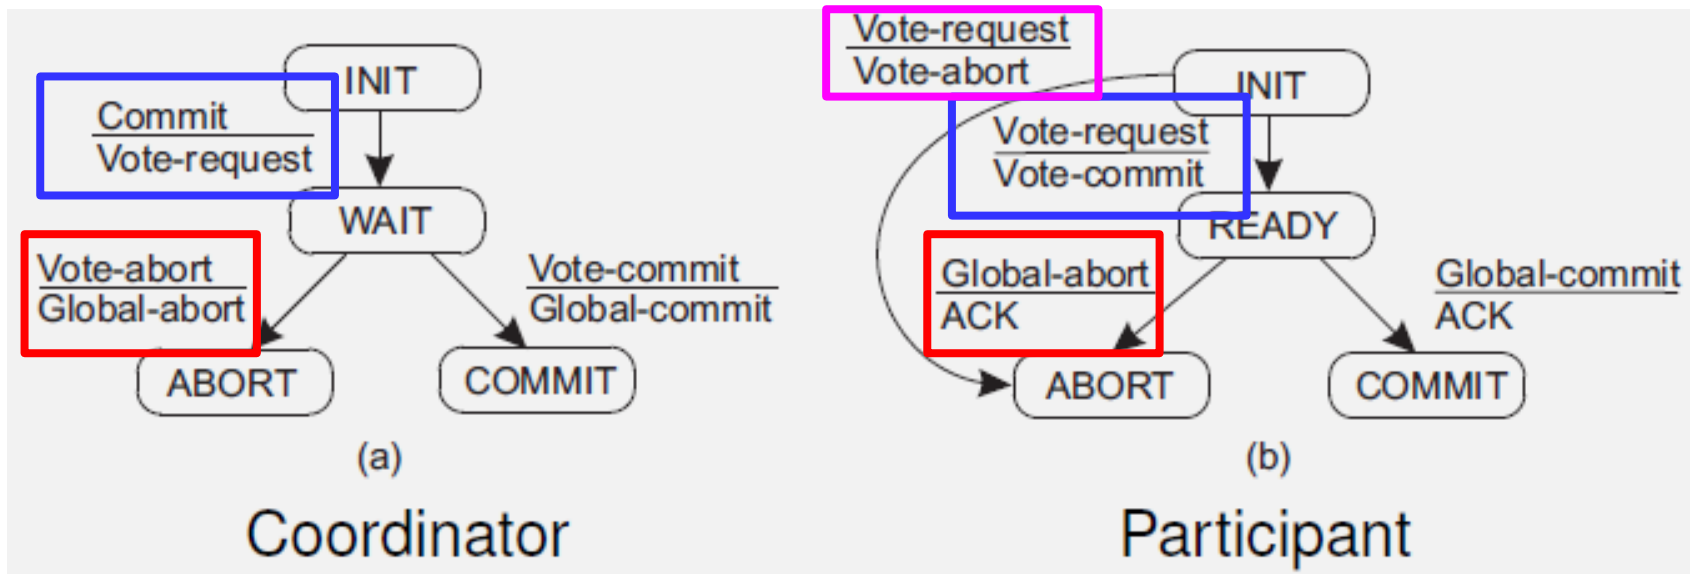 INIT
Commit
Vote-request
WAIT
Vote-abort
Global-abort
Vote-commit
Global-commit
ABORT
COMMIT
(a)
Coordinator
Vote-request
Vote-abort
INIT
Vote-request
Vote-commit
READY
Global-abort
ACK
Global-commit
ACK
ABORT
COMMIT
(b)
Participant